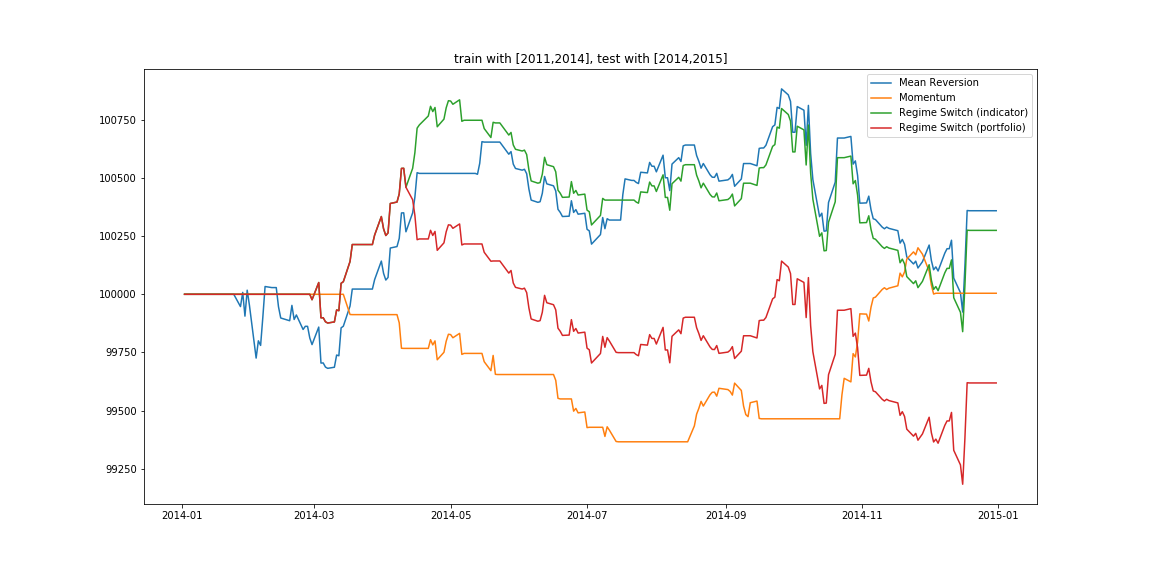 train with [2011,2014], test with [2014,2015]
Mean Reversion
Momentum
Regime Switch (indicator)
Regime Switch (portfolio)
100750
100500
100250
100000
99750
99500
99250
2014-01 2014-03 2014-05 2014-07 2014-09 2014-11 2015-01